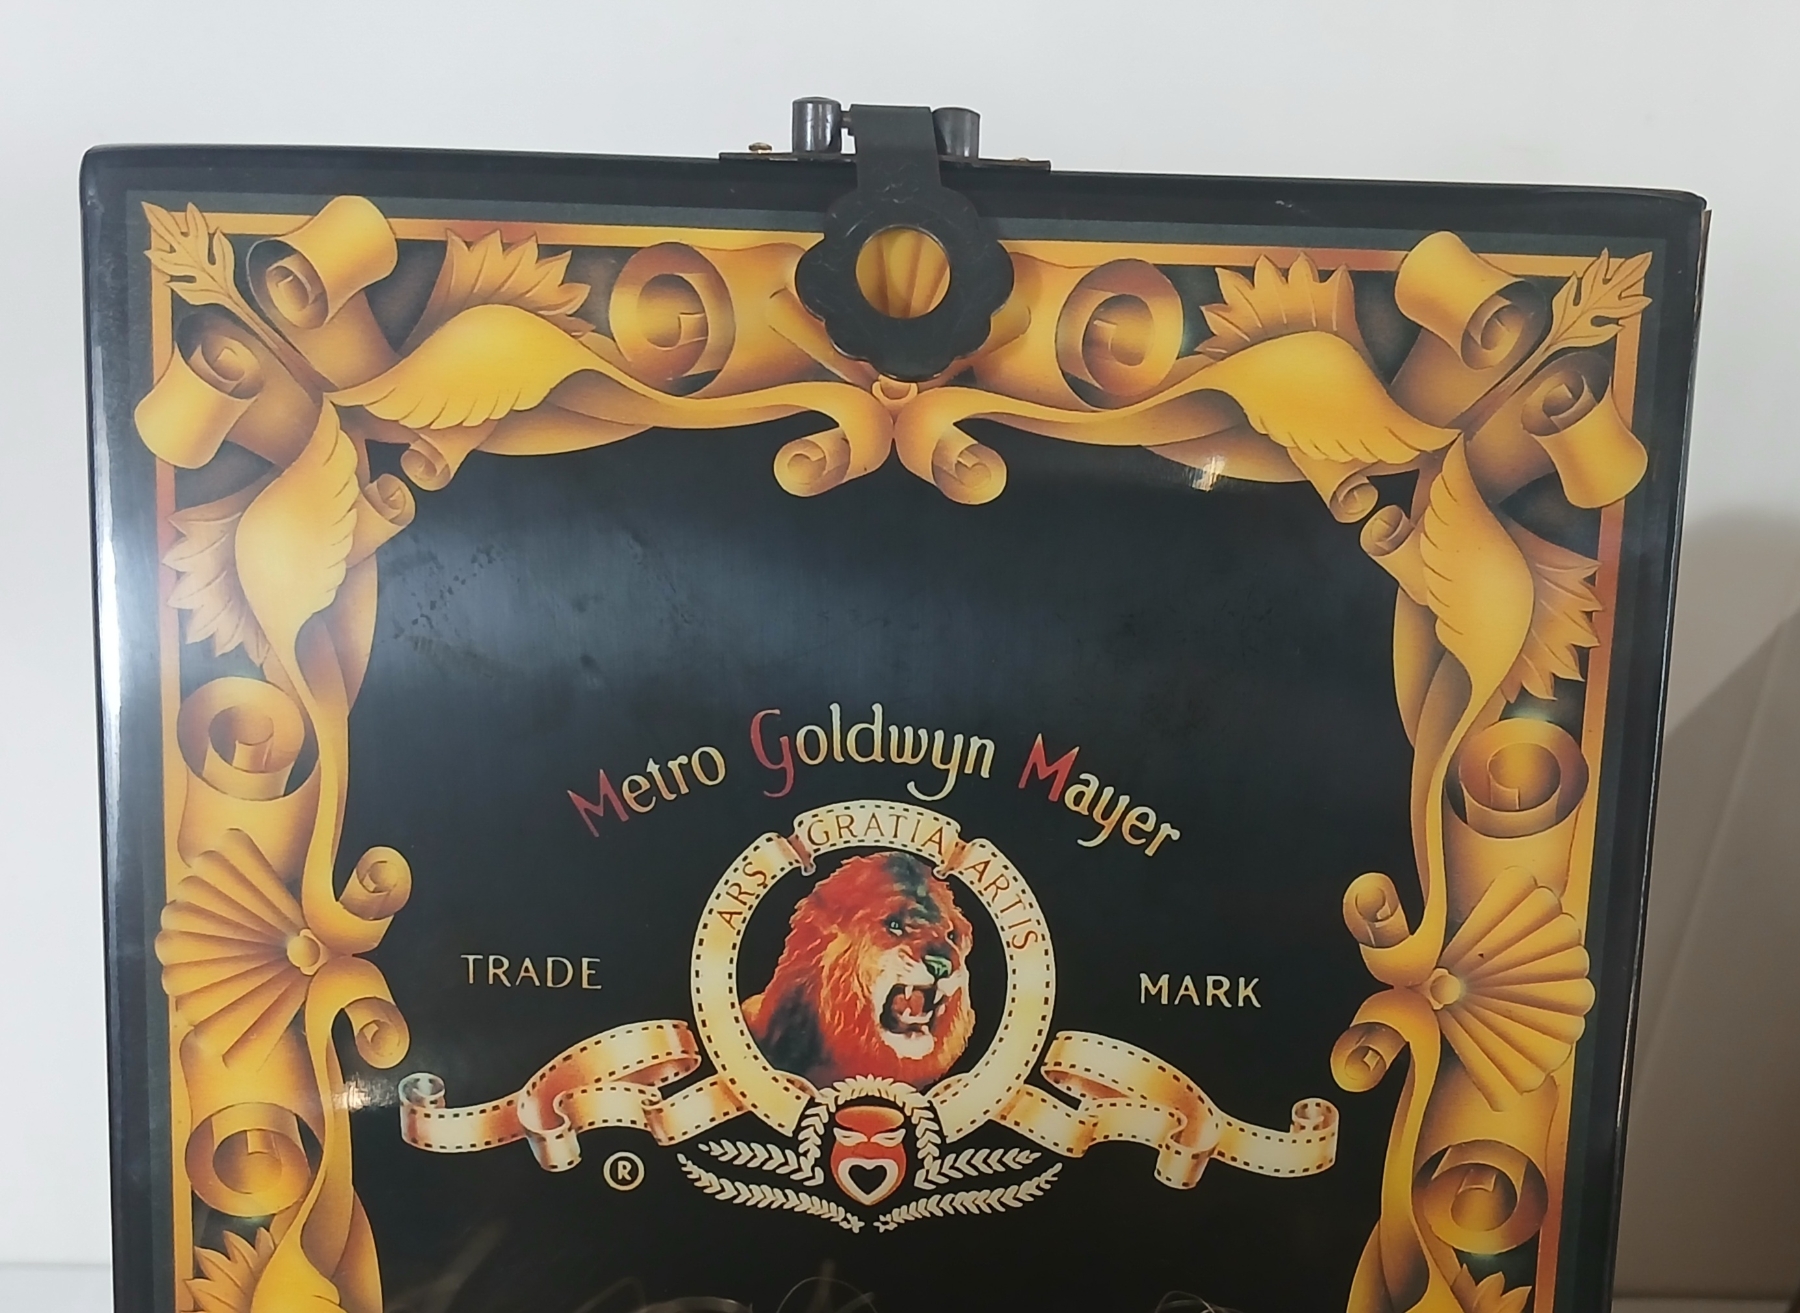 Metro Goldwyn Mayer
ARS GRATIA ARTIS
TRADE MARK
®